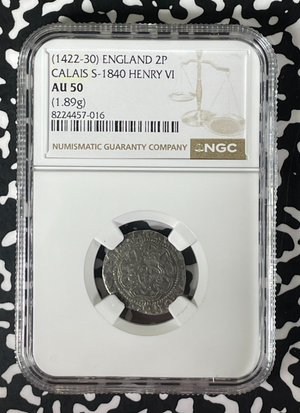 (1422-30) ENGLAND 2P
CALAIS S-1840 HENRY VI
AU 50
(1.89g)
8224457-016
NUMISMATIC GUARANTY COMPANY
NGC